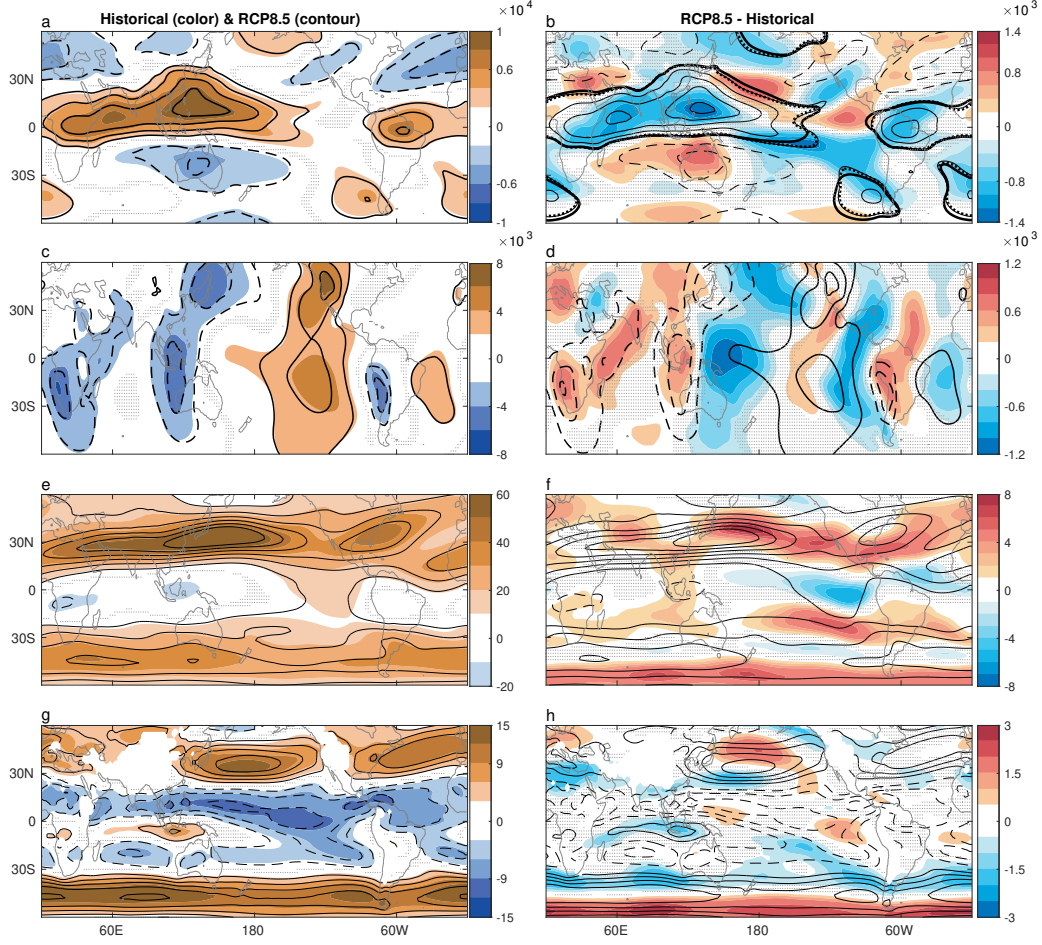 Historical (color) & RCP8.5 (contour)
RCP8.5 - Historical
a
30N
0
30S
× 10⁴
1
0.6
0
-0.6
-1
b
× 10³
1.4
0.8
0
-0.8
-1.4
c
30N
0
30S
× 10³
8
4
2
0
-2
-4
-8
d
× 10³
1.2
0.6
0
-0.6
-1.2
e
30N
0
30S
60
40
20
0
-20
f
8
4
0
-4
-8
g
30N
0
30S
60E
180
60W
15
9
3
0
-9
-15
h
60E
180
60W
3
1.5
0
-1.5
-3